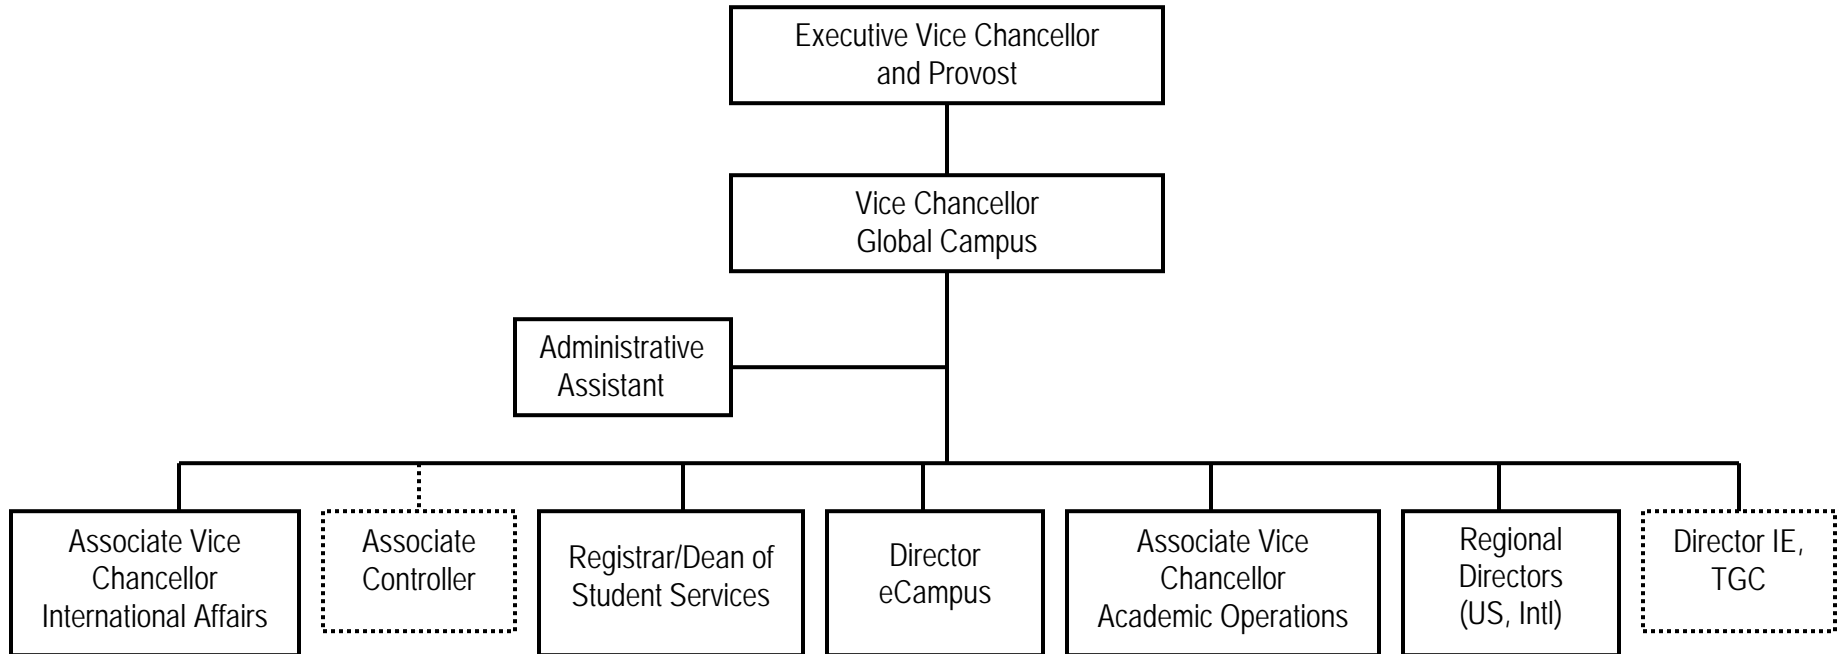 Executive Vice Chancellor
and Provost
Vice Chancellor
Global Campus
Administrative
Assistant
Associate Vice
Chancellor
International Affairs
Associate
Controller
Registrar/Dean of
Student Services
Director
eCampus
Associate Vice
Chancellor
Academic Operations
Regional
Directors
(US, Intl)
Director IE,
TGC